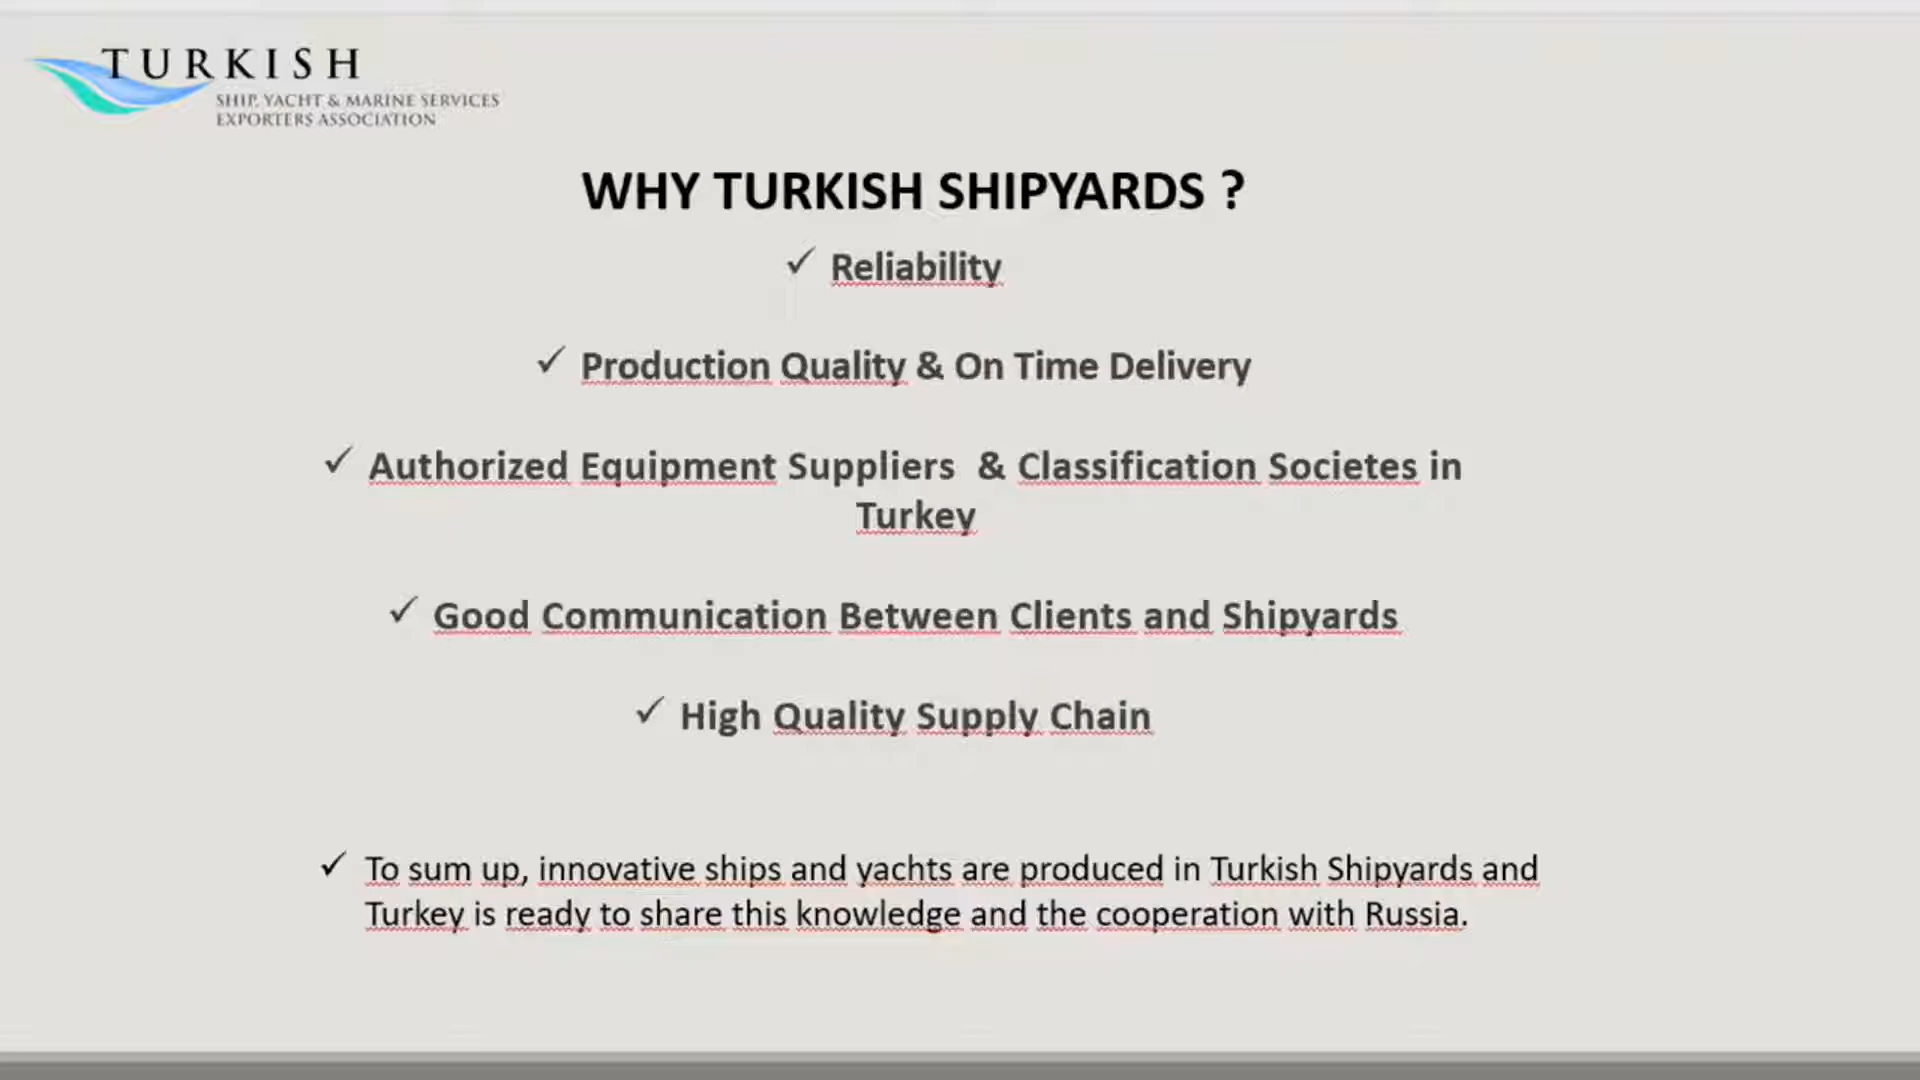 TURKISH
SHIP, YACHT & MARINE SERVICES
EXPORTERS ASSOCIATION
WHY TURKISH SHIPYARDS ?
✓ Reliability
✓ Production Quality & On Time Delivery
✓ Authorized Equipment Suppliers & Classification Societes in
Turkey
✓ Good Communication Between Clients and Shipyards
✓ High Quality Supply Chain
✓ To sum up, innovative ships and yachts are produced in Turkish Shipyards and
Turkey is ready to share this knowledge and the cooperation with Russia.